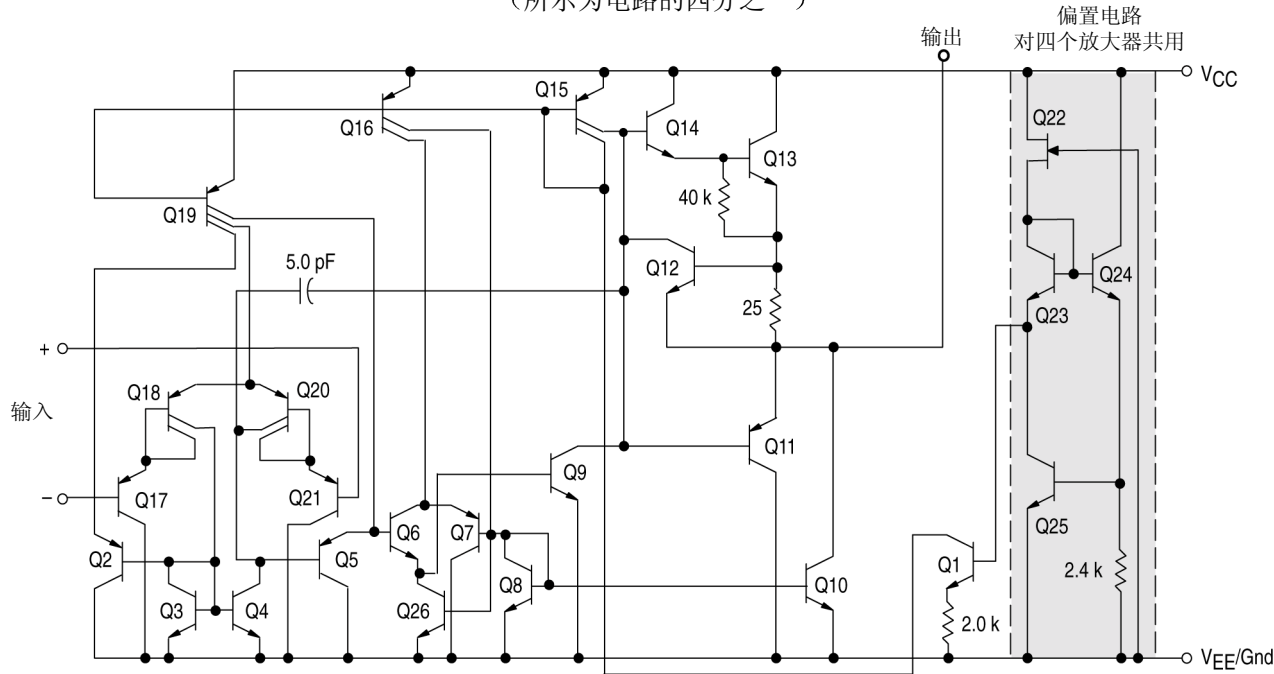 （所示为电路的四分之一）
偏置电路
对四个放大器共用
输出
VCC
Q15
Q16
Q14
Q22
Q13
Q19
40 k
Q12
Q24
5.0 pF
25
Q23
+
Q18
Q20
输入
Q11
Q9
−
Q17
Q21
Q25
Q6
Q7
Q2
Q5
Q8
Q1
2.4 k
Q10
Q3
Q4
Q26
2.0 k
VEE/Gnd